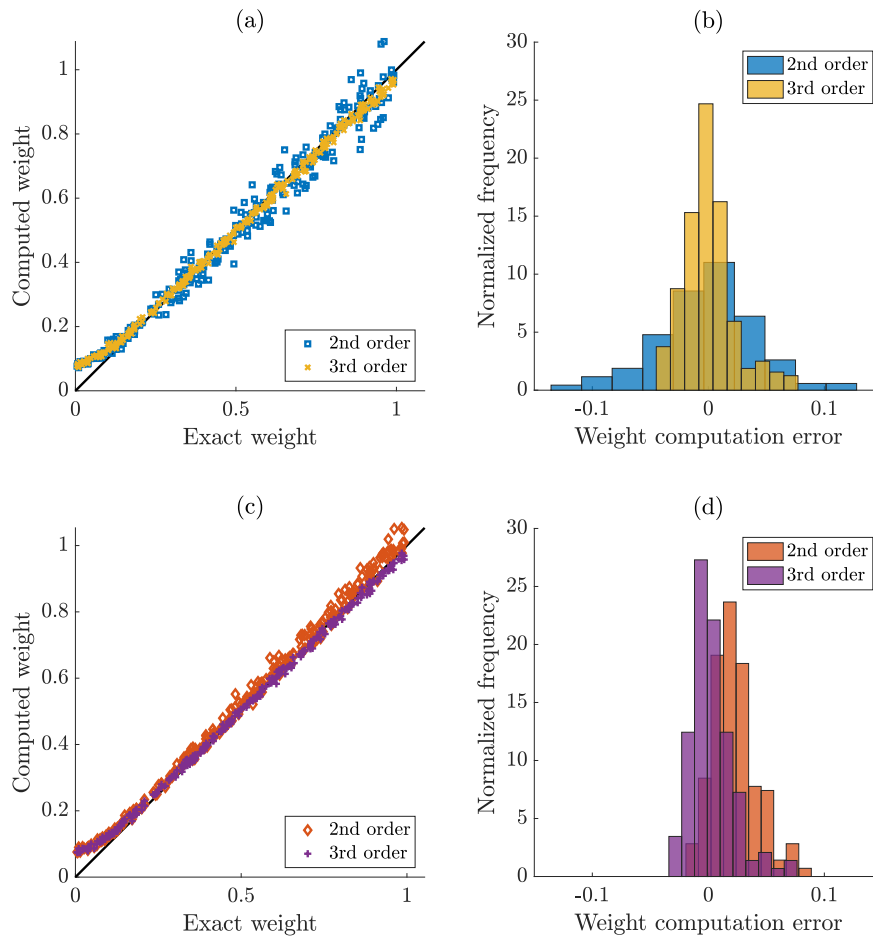 (a)
Computed weight
1
0.8
0.6
0.4
0.2
0
0
0.5
1
Exact weight
2nd order
3rd order
(b)
Normalized frequency
30
25
20
15
10
5
0
-0.1
0
0.1
Weight computation error
2nd order
3rd order
(c)
Computed weight
1
0.8
0.6
0.4
0.2
0
0
0.5
1
Exact weight
2nd order
3rd order
(d)
Normalized frequency
30
25
20
15
10
5
0
-0.1
0
0.1
Weight computation error
2nd order
3rd order